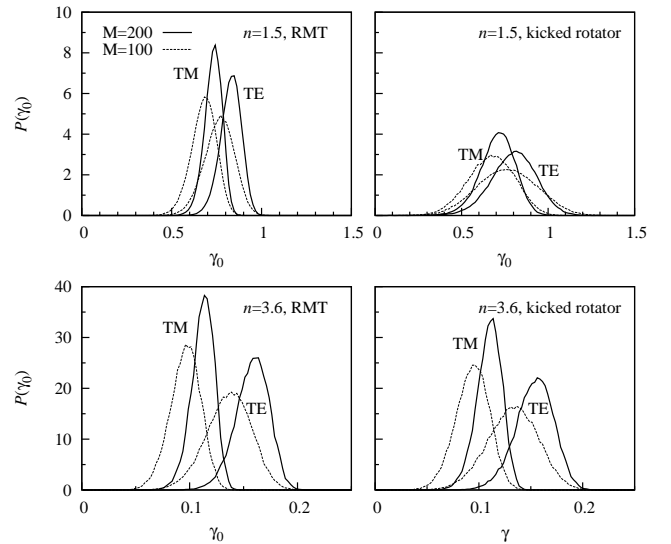 10
8
6
4
2
0
P(γ0)
M=200
M=100
n=1.5, RMT
TM
TE
0 0.5 1 1.5
γ0
n=1.5, kicked rotator
TM
TE
0 0.5 1 1.5
γ0
40
30
20
10
0
P(γ0)
n=3.6, RMT
TM
TE
0 0.1 0.2
γ0
n=3.6, kicked rotator
TM
TE
0 0.1 0.2
γ